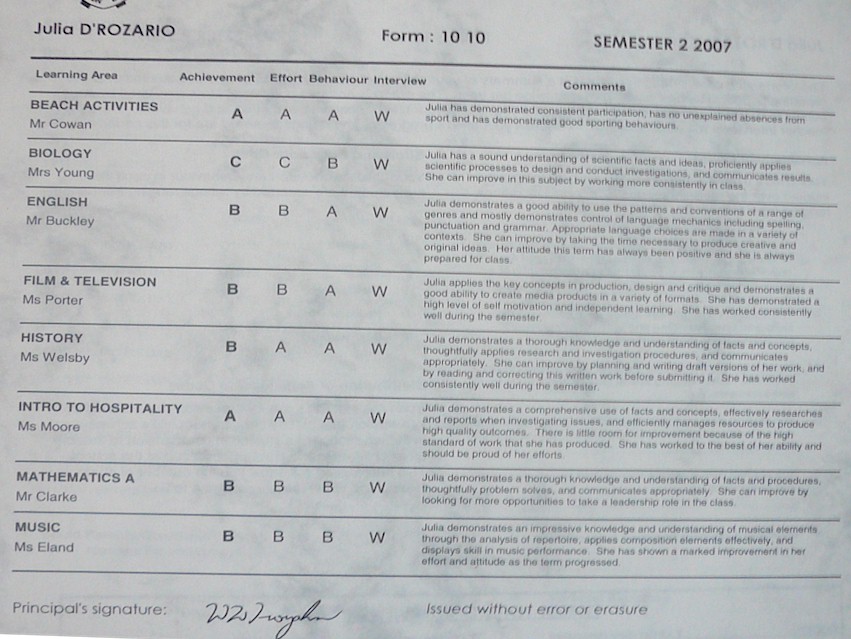 Julia D'ROZARIO Form : 10 10 SEMESTER 2 2007
Learning Area Achievement Effort Behaviour Interview Comments
BEACH ACTIVITIES A A A W
Mr Cowan
Julia has demonstrated consistent participation, has no unexplained absences from
sport and has demonstrated good sporting behaviours.
BIOLOGY C C B W
Mrs Young
Julia has a sound understanding of scientific facts and ideas, proficiently applies
scientific processes to design and conduct investigations, and communicates results.
She can improve in this subject by working more consistently in class.
ENGLISH B B A W
Mr Buckley
Julia demonstrates a good ability to use the patterns and conventions of a range of
genres and mostly demonstrates control of language mechanics including spelling,
punctuation and grammar. Appropriate language choices are made in a variety of
contexts. She can improve by taking the time necessary to produce creative and
original ideas. Her attitude this term has always been positive and she is always
prepared for class.
FILM & TELEVISION B B A W
Ms Porter
Julia applies the key concepts in production, design and critique and demonstrates a
good ability to create media products in a variety of formats. She has demonstrated a
high level of self motivation and independent learning. She has worked consistently
well during the semester.
HISTORY B A A W
Ms Welsby
Julia demonstrates a thorough knowledge and understanding of facts and concepts,
thoughtfully applies research and investigation procedures, and communicates
appropriately. She can improve by planning and writing draft versions of her work, and
by reading and correcting this written work before submitting it. She has worked
consistently well during the semester.
INTRO TO HOSPITALITY A A A W
Ms Moore
Julia demonstrates a comprehensive use of facts and concepts, effectively researches
and reports when investigating issues, and efficiently manages resources to produce
high quality outcomes. There is little room for improvement because of the high
standard of work that she has produced. She has worked to the best of her ability and
should be proud of her efforts.
MATHEMATICS A B B B W
Mr Clarke
Julia demonstrates a thorough knowledge and understanding of facts and procedures,
thoughtfully problem solves, and communicates appropriately. She can improve by
looking for more opportunities to take a leadership role in the class.
MUSIC B B B W
Ms Eland
Julia demonstrates an impressive knowledge and understanding of musical elements
through the analysis of repertoire, applies composition elements effectively, and
displays skill in music performance. She has shown a marked improvement in her
effort and attitude as the term progressed.
Principal's signature: Issued without error or erasure